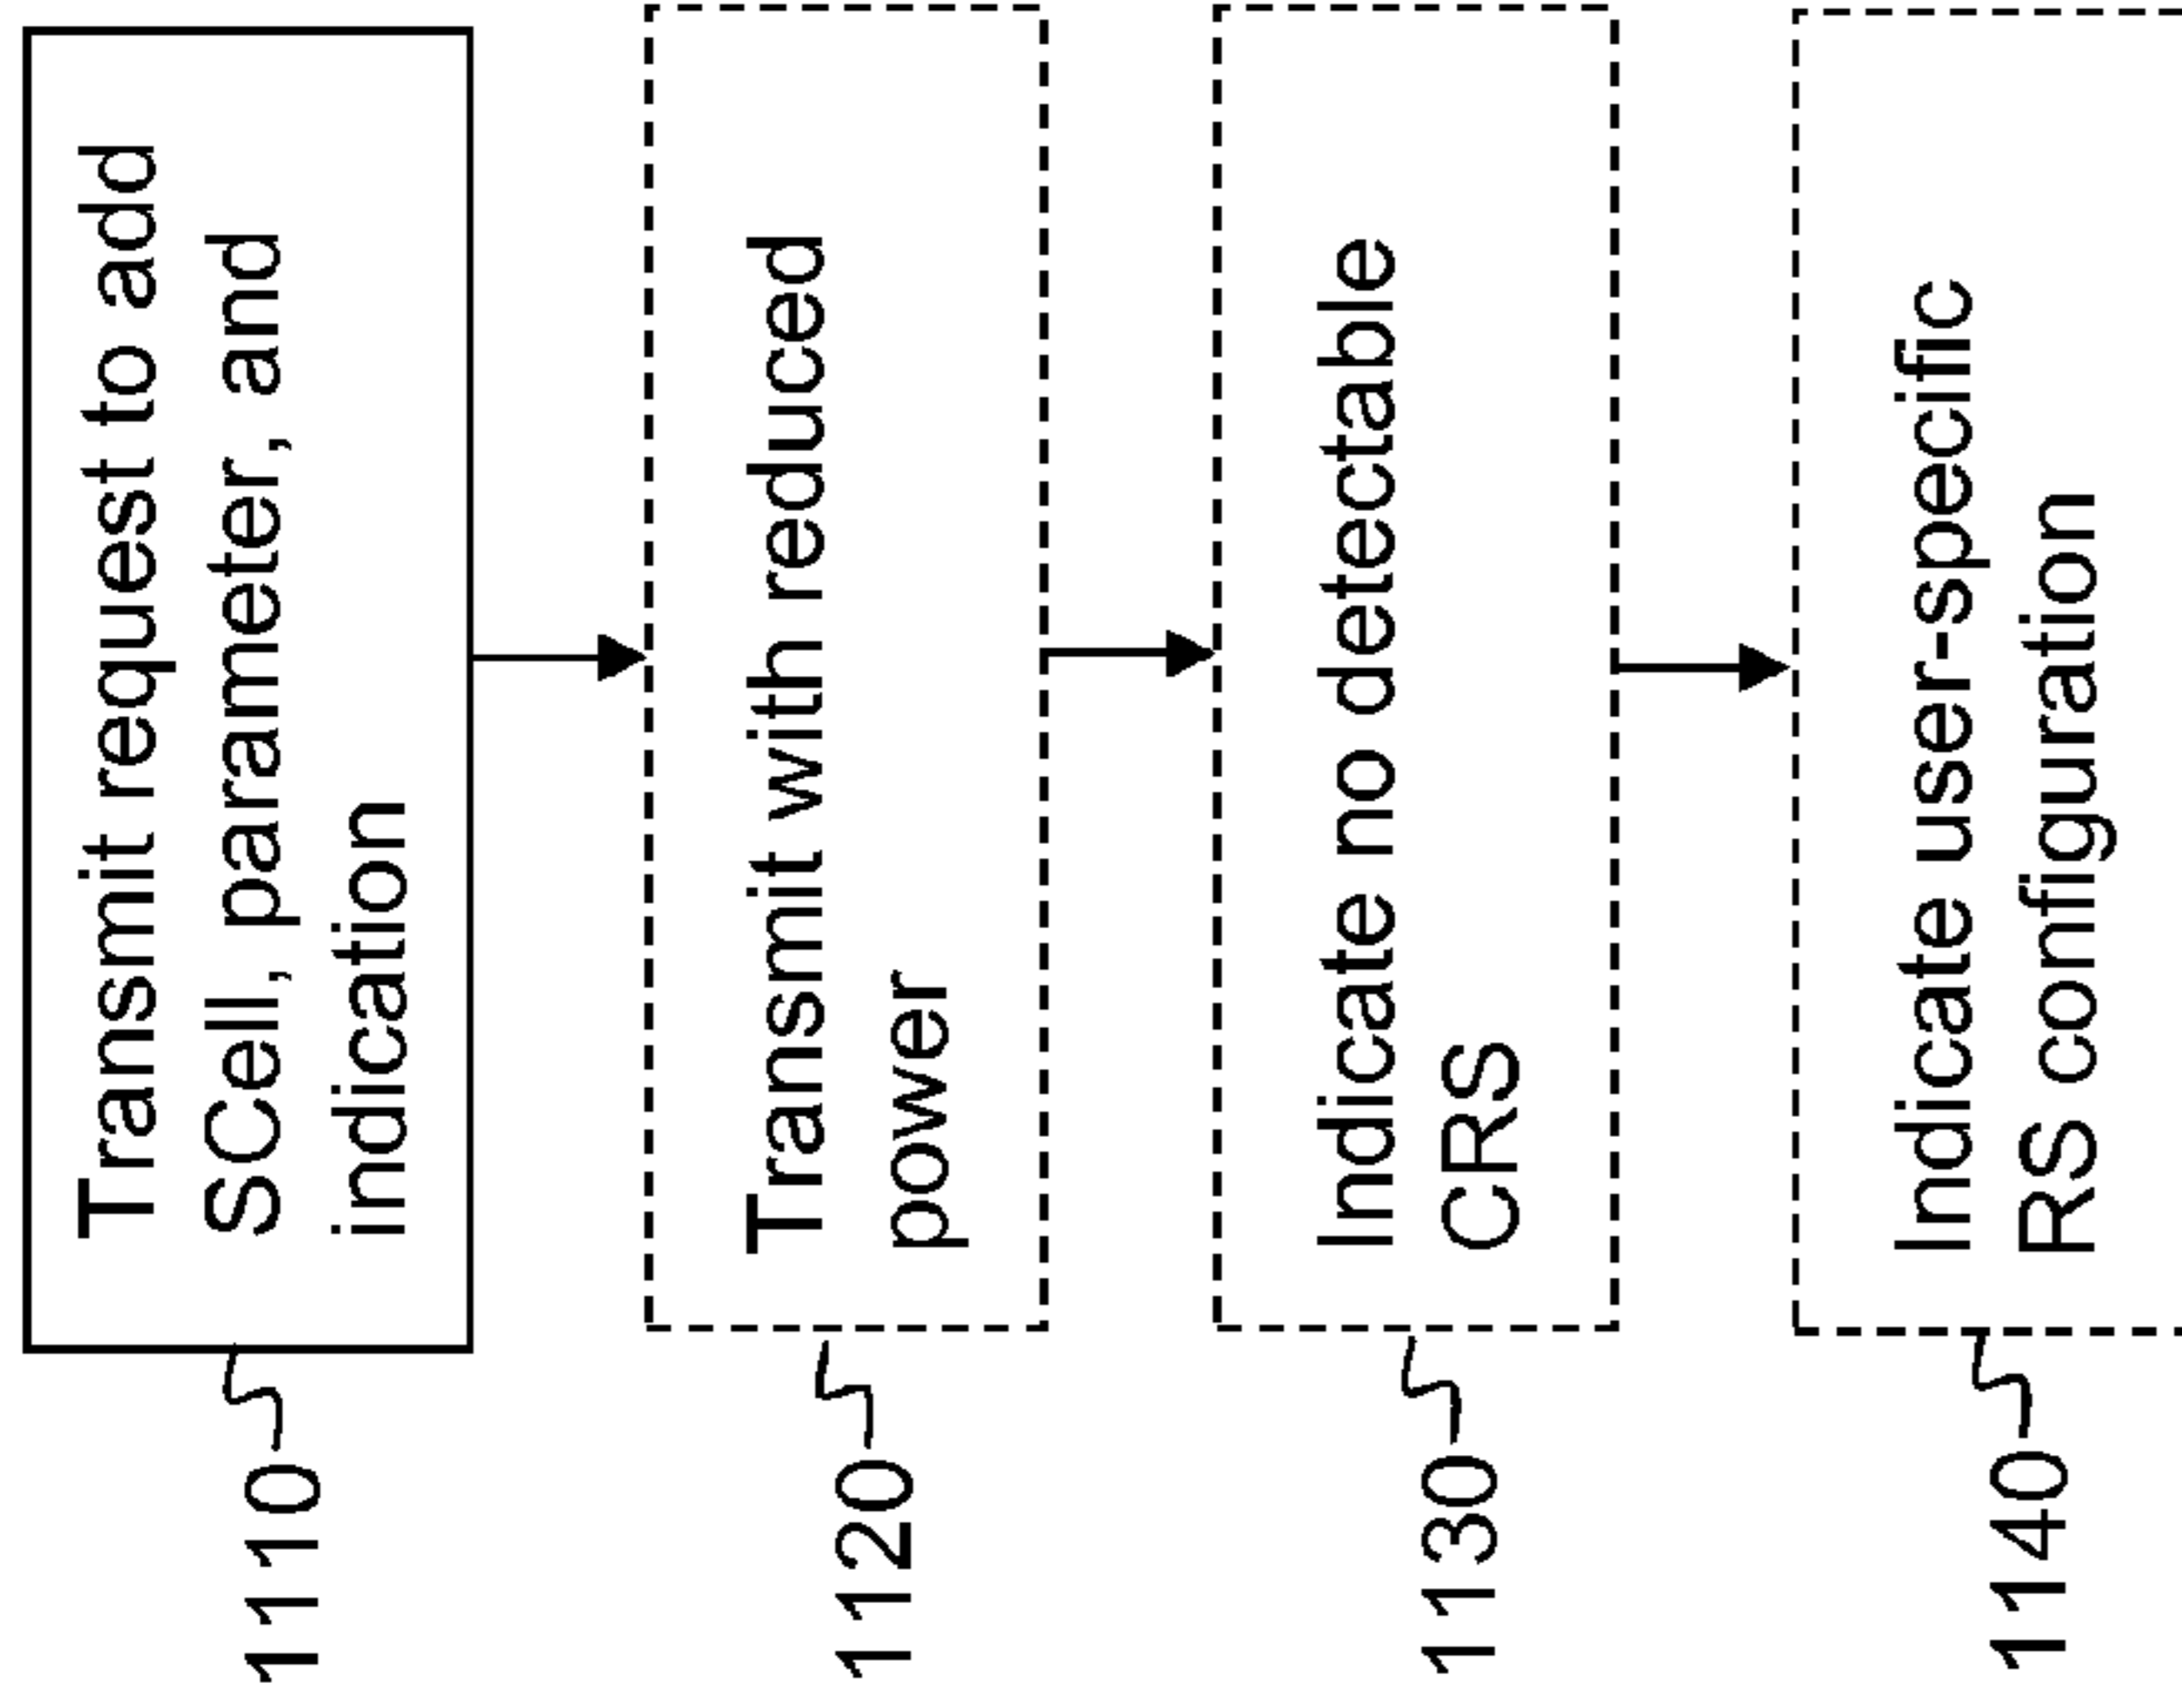 1110
Transmit request to add
SCell, parameter, and
indication
1120
Transmit with reduced
power
1130
Indicate no detectable
CRS
1140
Indicate user-specific
RS configuration